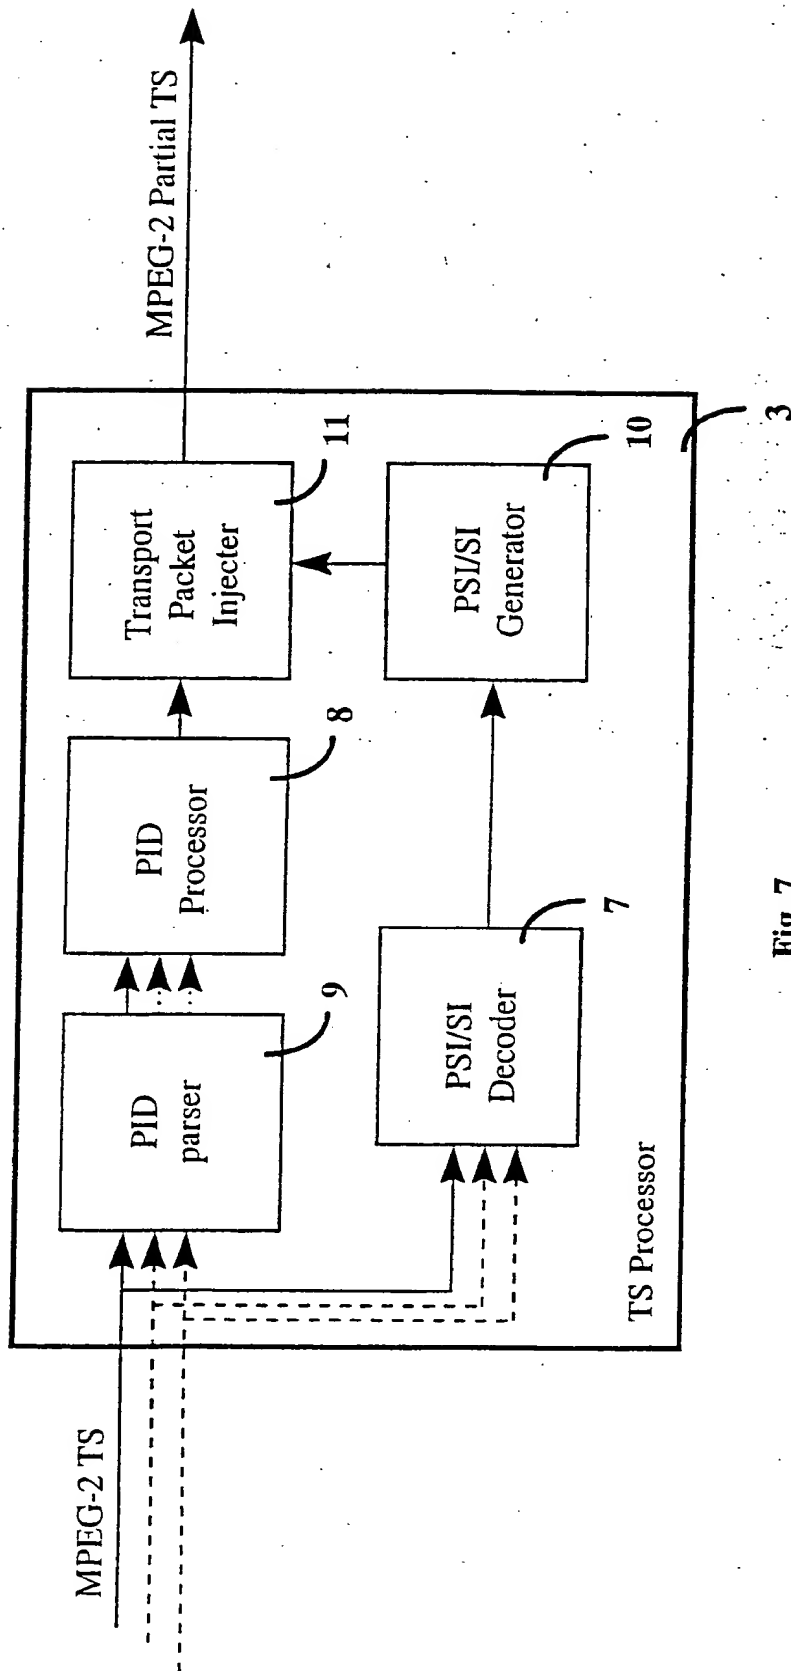 MPEG-2 TS
PID
parser
9
PID
Processor
8
Transport
Packet
Injecter
11
MPEG-2 Partial TS
PSI/SI
Decoder
7
PSI/SI
Generator
10
TS Processor
3
Fig. 7